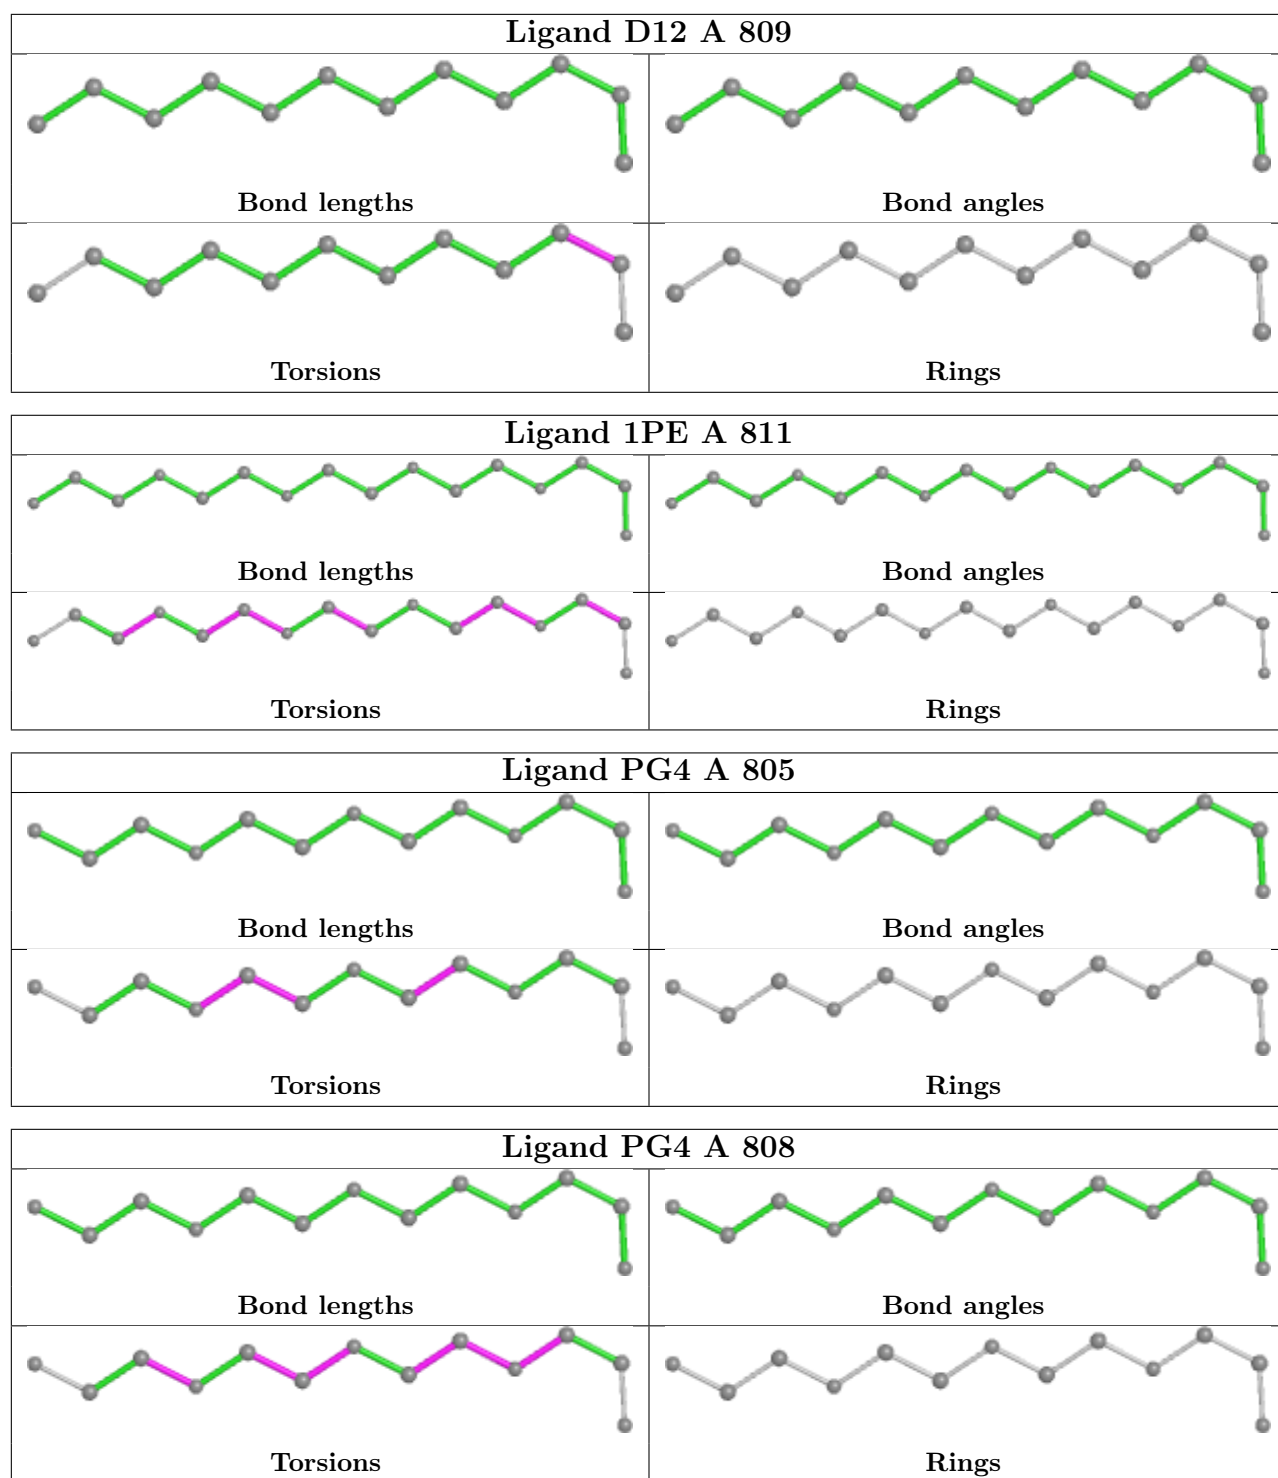 Ligand D12 A 809
Bond lengths Bond angles
Torsions Rings
Ligand 1PE A 811
Bond lengths Bond angles
Torsions Rings
Ligand PG4 A 805
Bond lengths Bond angles
Torsions Rings
Ligand PG4 A 808
Bond lengths Bond angles
Torsions Rings